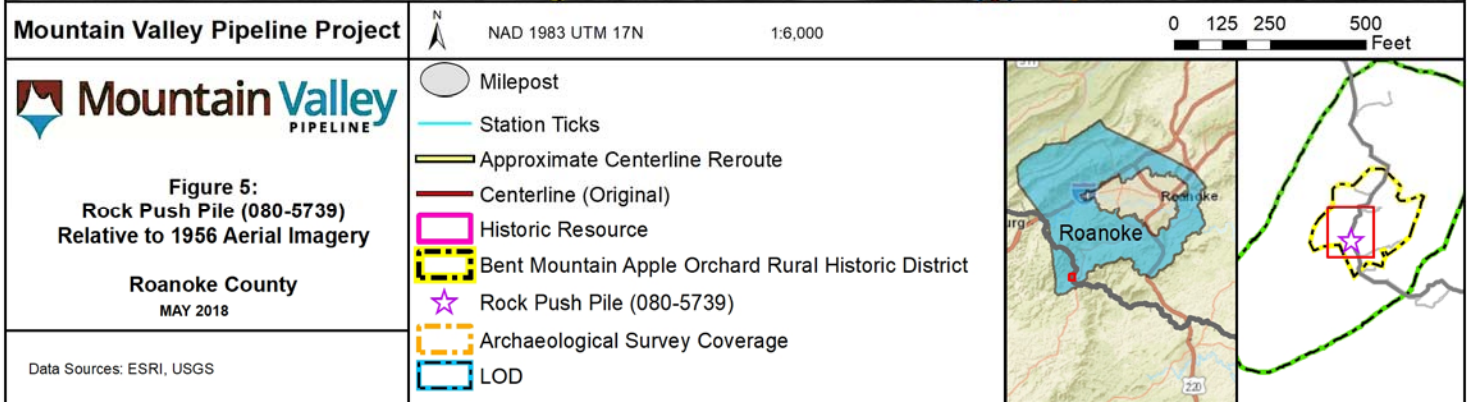 Mountain Valley Pipeline Project
N
NAD 1983 UTM 17N
1:6,000
0 125 250 500
Feet
Mountain Valley
PIPELINE
Figure 5:
Rock Push Pile (080-5739)
Relative to 1956 Aerial Imagery
Roanoke County
MAY 2018
Data Sources: ESRI, USGS
Milepost
Station Ticks
Approximate Centerline Reroute
Centerline (Original)
Historic Resource
Bent Mountain Apple Orchard Rural Historic District
Rock Push Pile (080-5739)
Archaeological Survey Coverage
LOD
Roanoke
urg
Roanoke
220